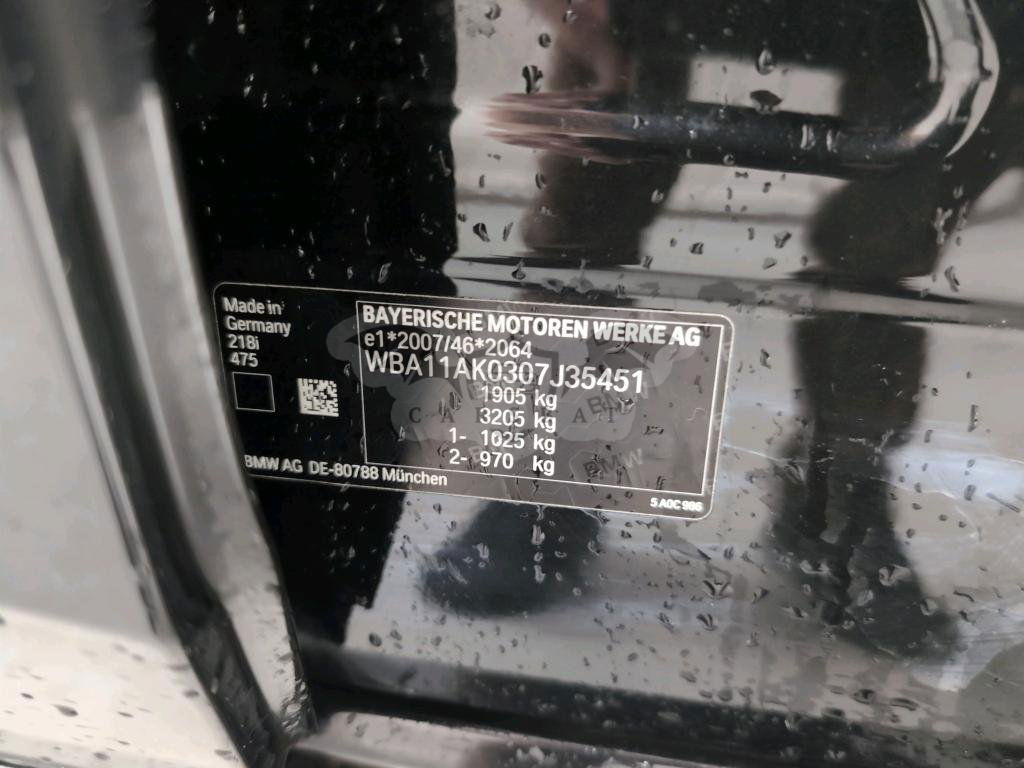 Made in
Germany
218i
475
BAYERISCHE MOTOREN WERKE AG
e1*2007/46*2064
WBA11AK0307J35451
1905 kg
3205 kg
1- 1025 kg
2- 970 kg
BMW AG DE-80788 München
5 A0C 986